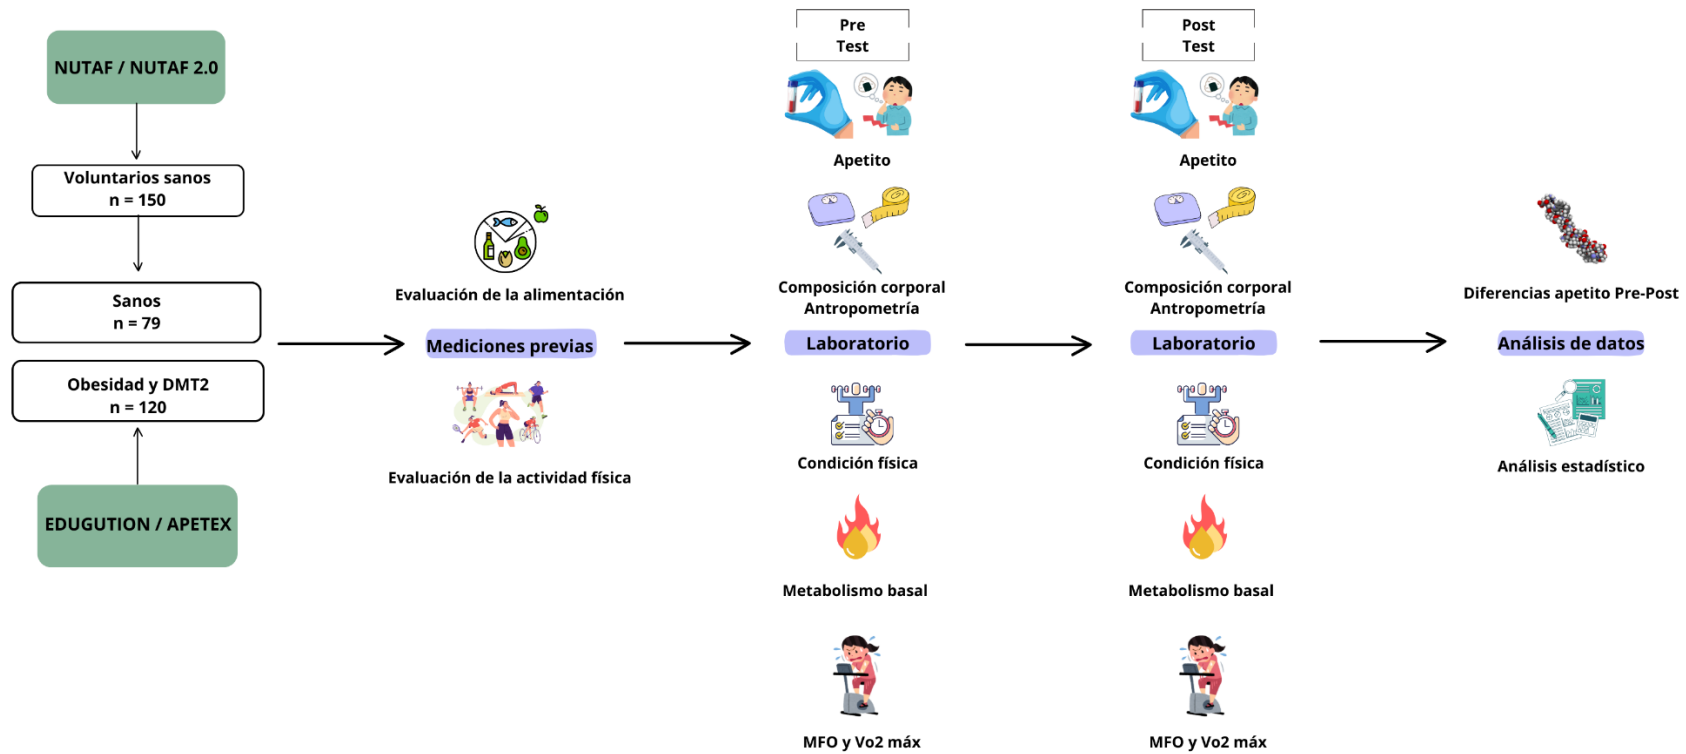 NUTAF / NUTAF 2.0
Voluntarios sanos
n = 150
Sanos
n = 79
Obesidad y DMT2
n = 120
EDUGUTION / APETEX
Evaluación de la alimentación
Mediciones previas
Evaluación de la actividad física
Pre
Test
Apetito
Composición corporal
Antropometría
Laboratorio
Condición física
Metabolismo basal
MFO y Vo2 máx
Post
Test
Apetito
Composición corporal
Antropometría
Laboratorio
Condición física
Metabolismo basal
MFO y Vo2 máx
Diferencias apetito Pre-Post
Análisis de datos
Análisis estadístico